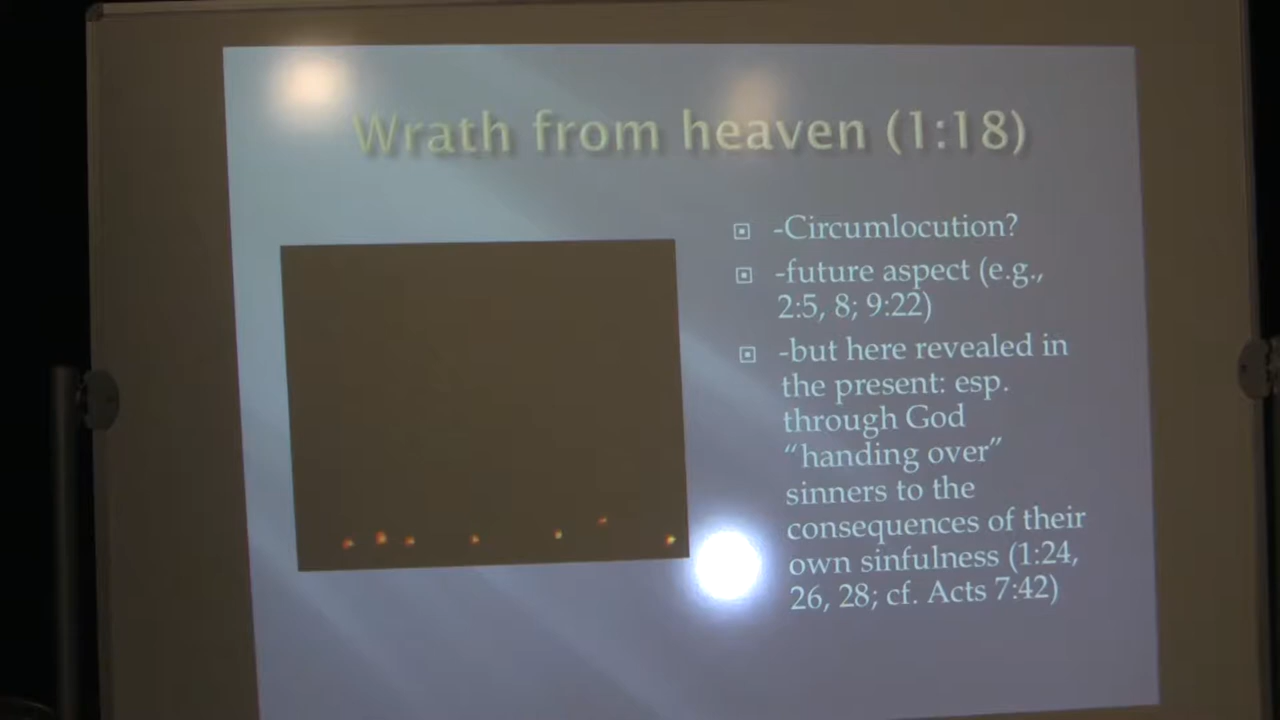 Wrath from heaven (1:18)
-Circumlocution?
-future aspect (e.g.,
2:5, 8; 9:22)
-but here revealed in
the present: esp.
through God
“handing over”
sinners to the
consequences of their
own sinfulness (1:24,
26, 28; cf. Acts 7:42)